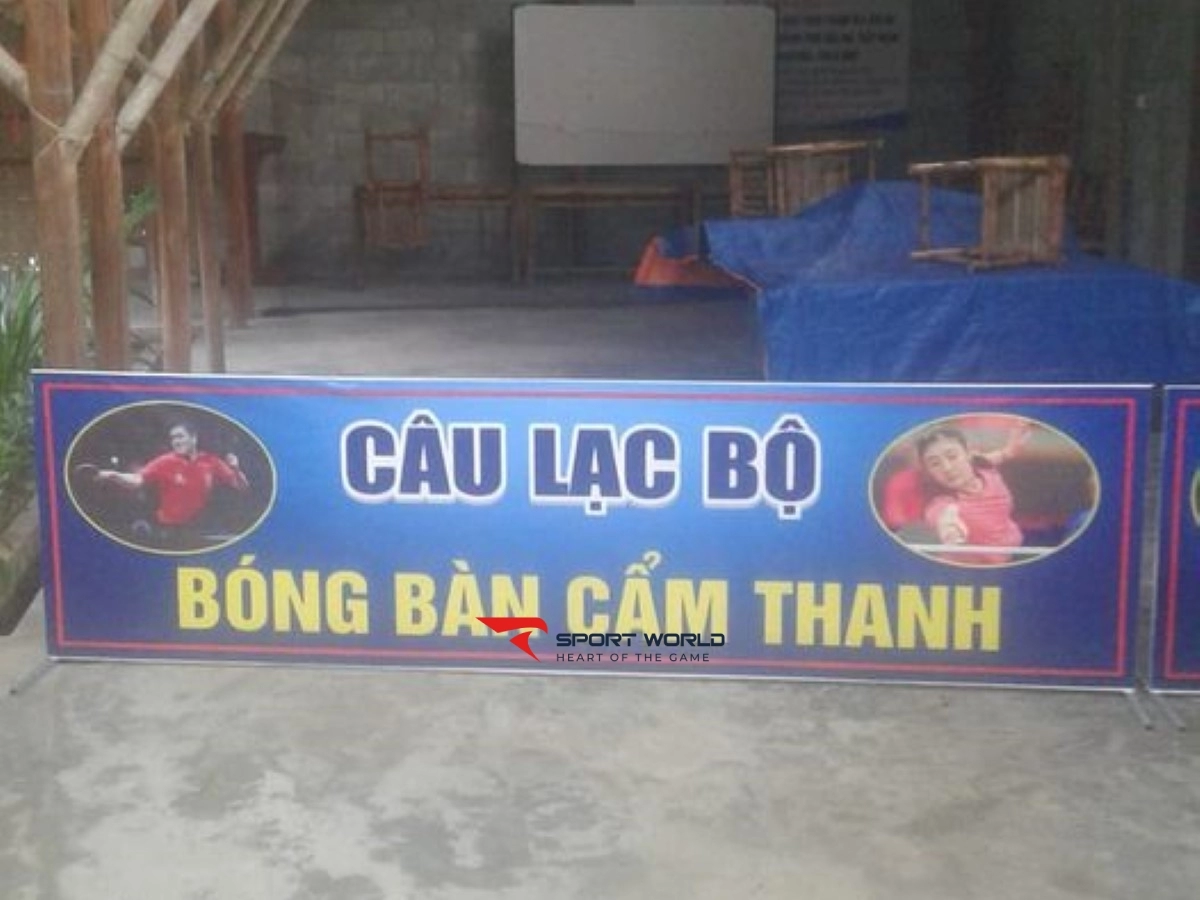 CÂU LẠC BỘ
BÓNG BÀN CẨM THANH
SPORT WORLD
HEART OF THE GAME